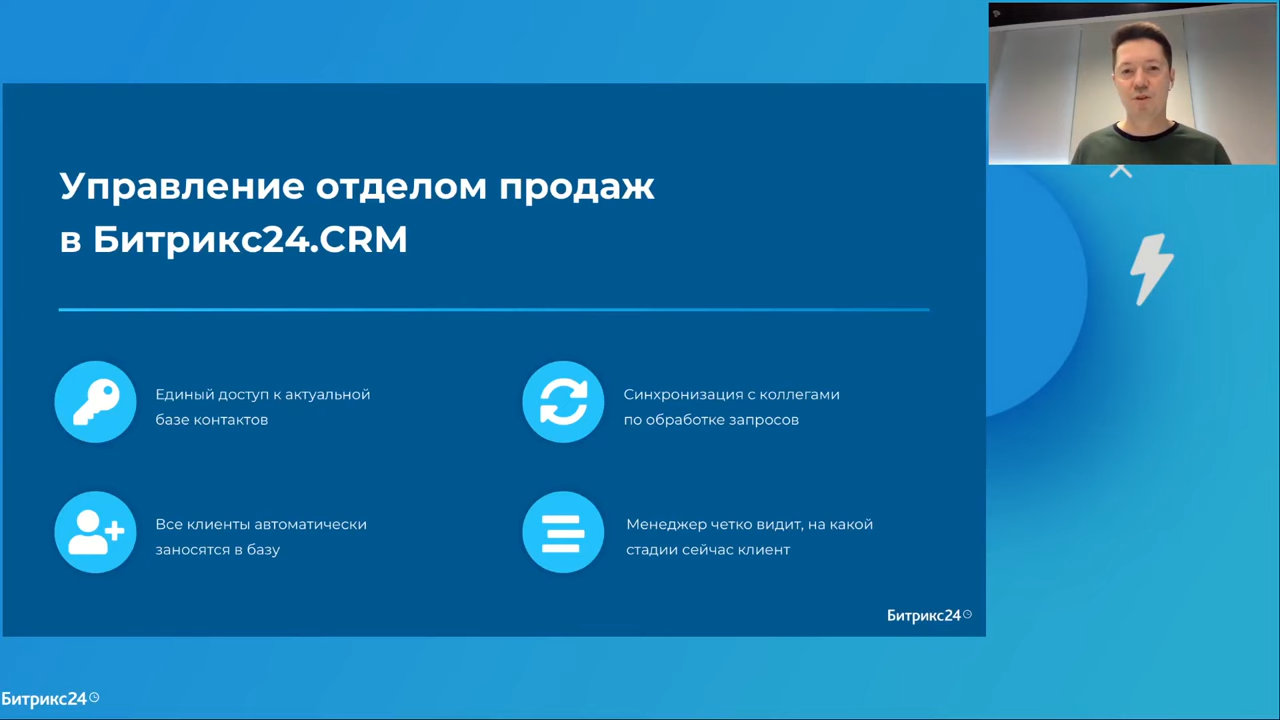 Управление отделом продаж
в Битрикс24.CRM
Единый доступ к актуальной
базе контактов
Синхронизация с коллегами
по обработке запросов
Все клиенты автоматически
заносятся в базу
Менеджер четко видит, на какой
стадии сейчас клиент
Битрикс24
Битрикс24